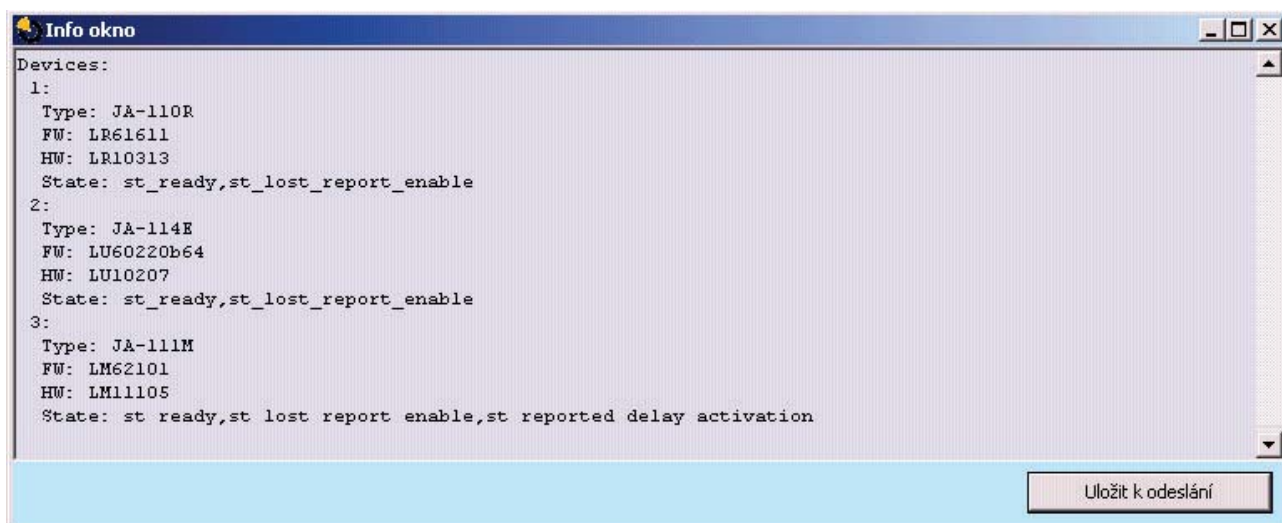 Info okno
Devices:
1:
Type: JA-110R
FW: LR61611
HW: LR10313
State: st_ready,st_lost_report_enable
2:
Type: JA-114E
FW: LU60220b64
HW: LU10207
State: st_ready,st_lost_report_enable
3:
Type: JA-111M
FW: LM62101
HW: LM11105
State: st ready,st lost report enable,st reported delay activation
Uložit k odeslání